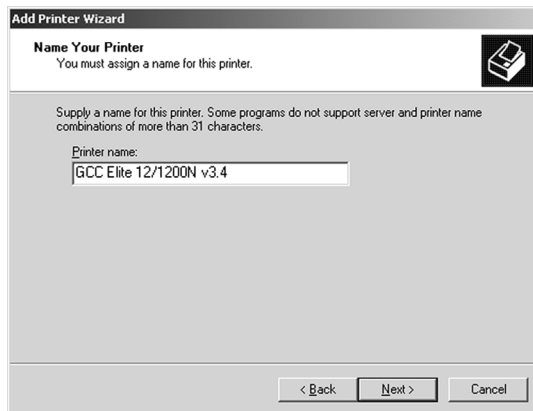 Add Printer Wizard
Name Your Printer
You must assign a name for this printer.
Supply a name for this printer. Some programs do not support server and printer name
combinations of more than 31 characters.
Printer name:
GCC Elite 12/1200N v3.4
< Back
Next >
Cancel